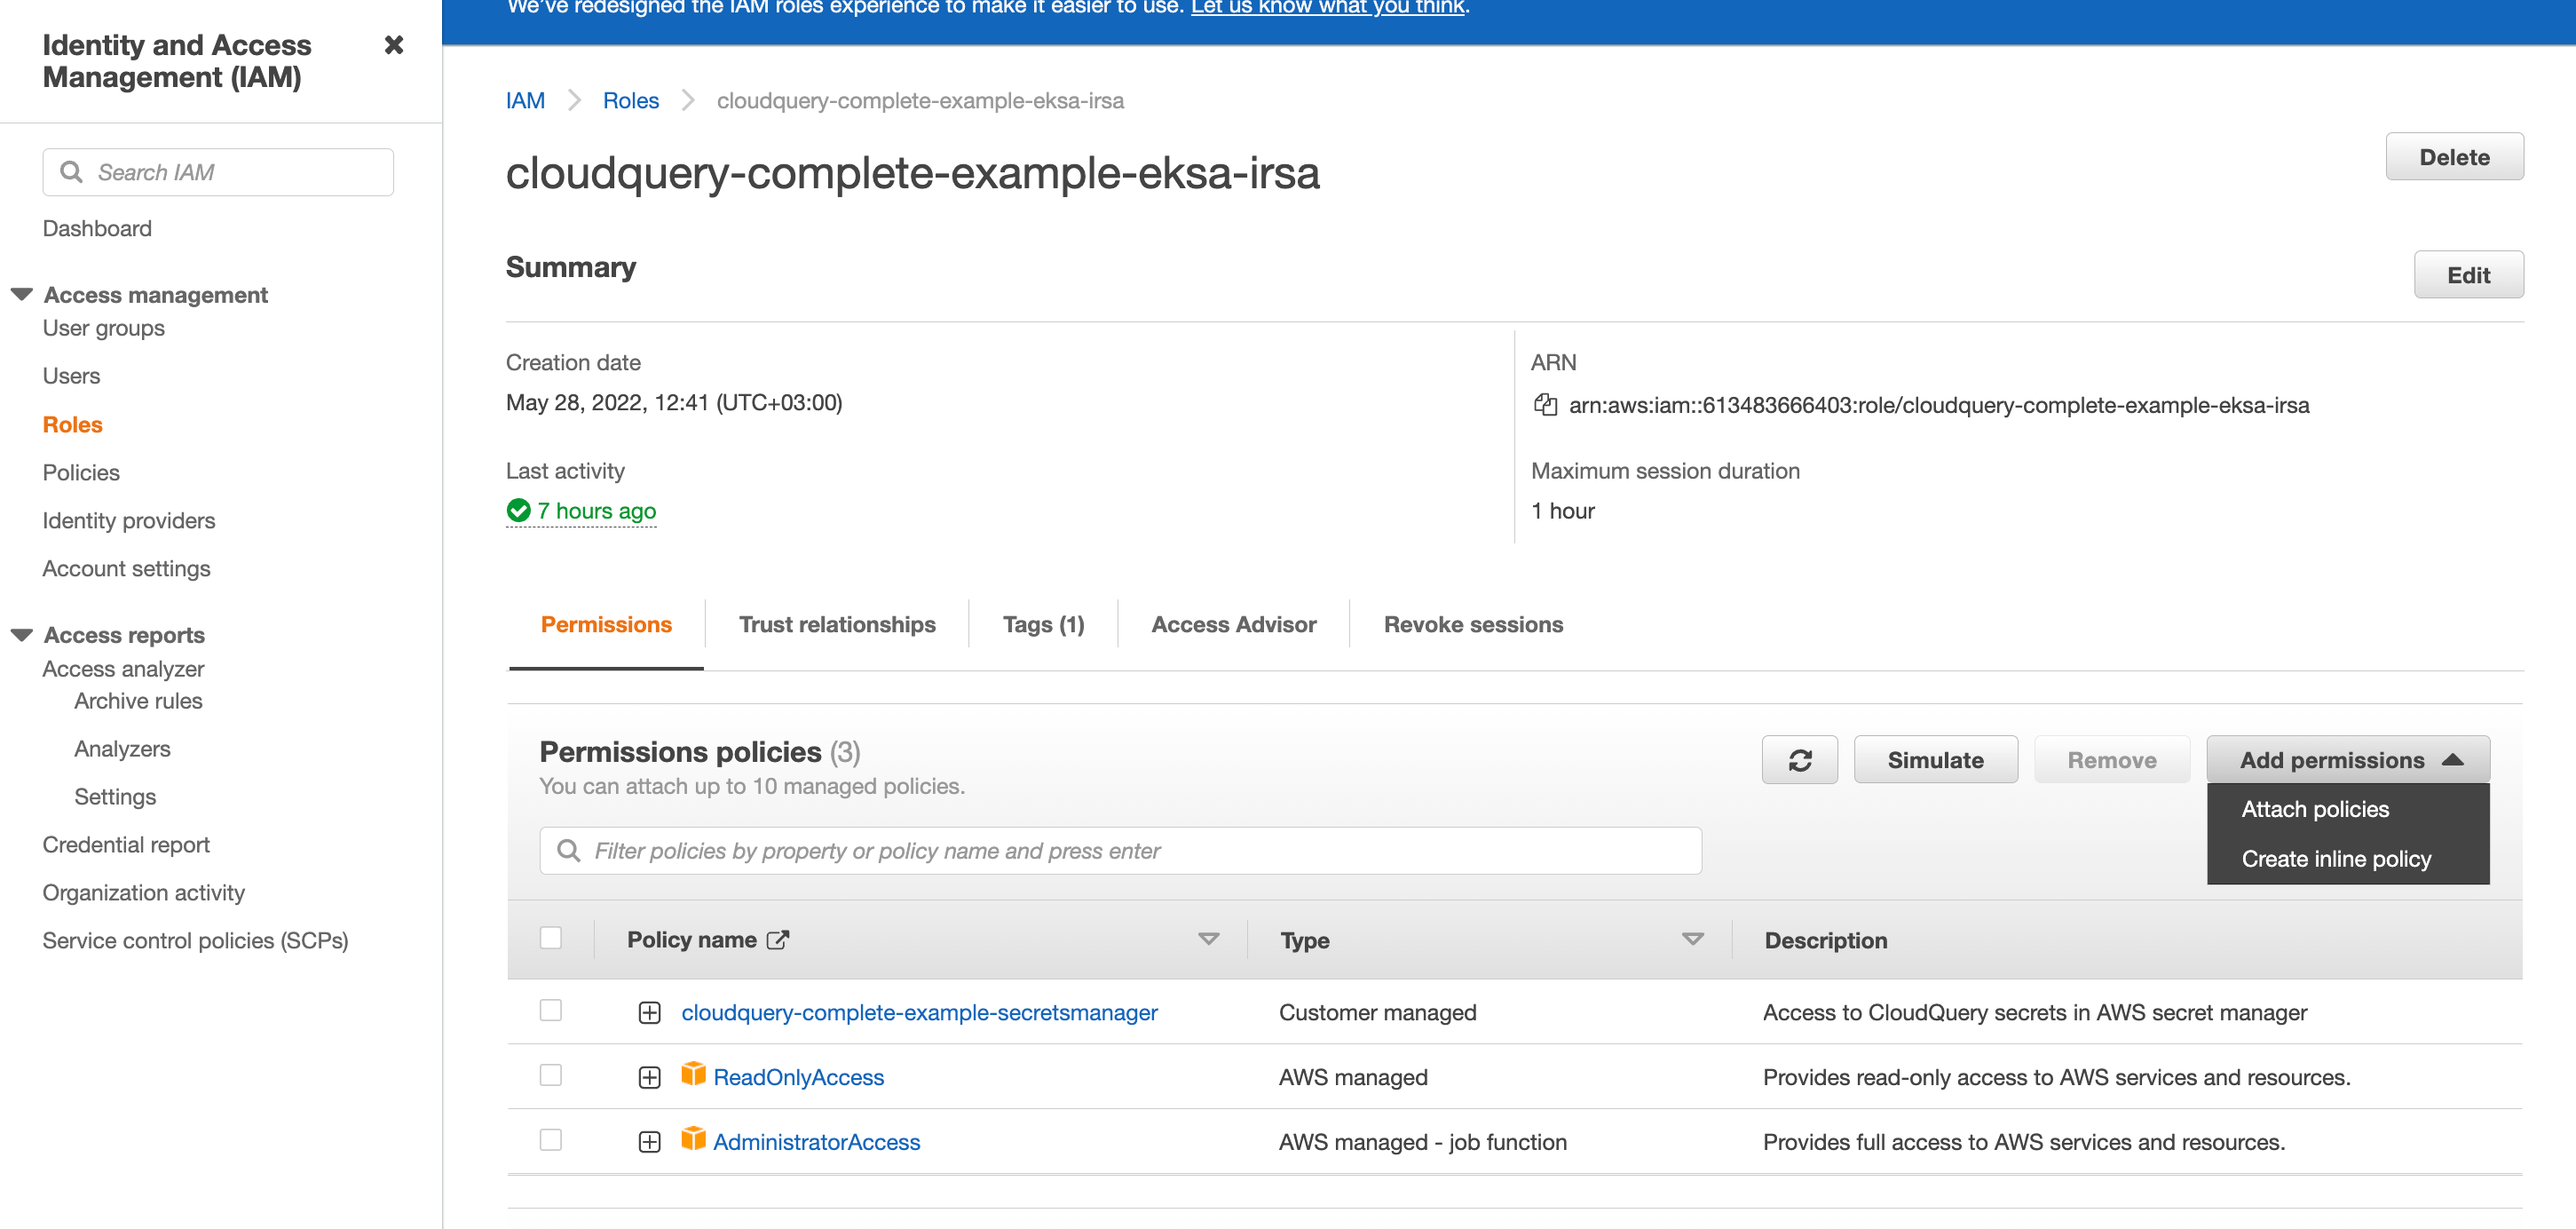 We've redesigned the IAM roles experience to make it easier to use. Let us know what you think.
Identity and Access
Management (IAM)
Search IAM
Dashboard
Access management
User groups
Users
Roles
Policies
Identity providers
Account settings
Access reports
Access analyzer
Archive rules
Analyzers
Settings
Credential report
Organization activity
Service control policies (SCPs)
IAM Roles cloudquery-complete-example-eksa-irsa
cloudquery-complete-example-eksa-irsa
Delete
Summary
Edit
Creation date
May 28, 2022, 12:41 (UTC+03:00)
ARN
arn:aws:iam::613483666403:role/cloudquery-complete-example-eksa-irsa
Last activity
7 hours ago
Maximum session duration
1 hour
Permissions Trust relationships Tags (1) Access Advisor Revoke sessions
Permissions policies (3)
You can attach up to 10 managed policies.
Simulate Remove Add permissions
Attach policies
Create inline policy
Filter policies by property or policy name and press enter
Policy name Type Description
cloudquery-complete-example-secretsmanager Customer managed Access to CloudQuery secrets in AWS secret manager
ReadOnlyAccess AWS managed Provides read-only access to AWS services and resources.
AdministratorAccess AWS managed - job function Provides full access to AWS services and resources.